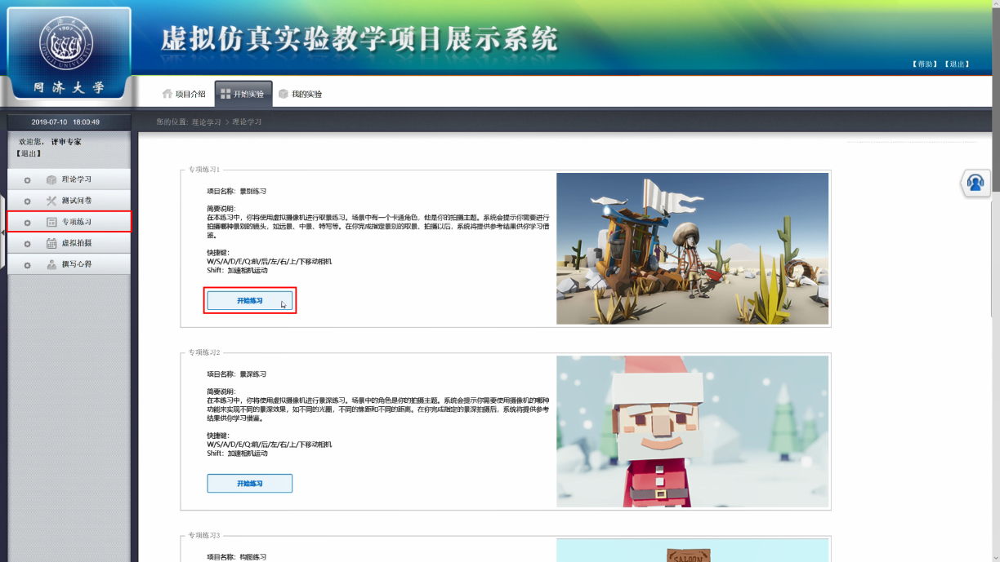 1907
TONGJI UNIVERSITY
同济大学
虚拟仿真实验教学项目展示系统
【帮助】【退出】
项目介绍
开始实验
我的实验
2019-07-10 18:00:49
您的位置: 理论学习 > 理论学习
欢迎您, 评审专家
【退出】
理论学习
测试问卷
专项练习
虚拟拍摄
撰写心得
专项练习1
项目名称：景别练习
简要说明：
在本练习中，你将使用虚拟摄像机进行取景练习。场景中有一个卡通角色，他是你的拍摄主题。系统会提示你需要进行
拍摄哪种景别的镜头，如远景、中景、特写等。在你完成指定景别的取景、拍摄以后，系统将提供参考结果供你学习借
鉴。
快捷键：
W/S/A/D/E/Q:前/后/左/右/上/下移动相机
Shift：加速相机运动
开始练习
专项练习2
项目名称：景深练习
简要说明：
在本练习中，你将使用虚拟摄像机进行景深练习。场景中的角色是你的拍摄主题。系统会提示你需要使用摄像机的哪种
功能来实现不同的景深效果，如不同的光圈，不同的焦距和不同的距离。在你完成指定的景深拍摄后，系统将提供参考
结果供你学习借鉴。
快捷键：
W/S/A/D/E/Q:前/后/左/右/上/下移动相机
Shift：加速相机运动
开始练习
专项练习3
项目名称：构图练习
SALOON